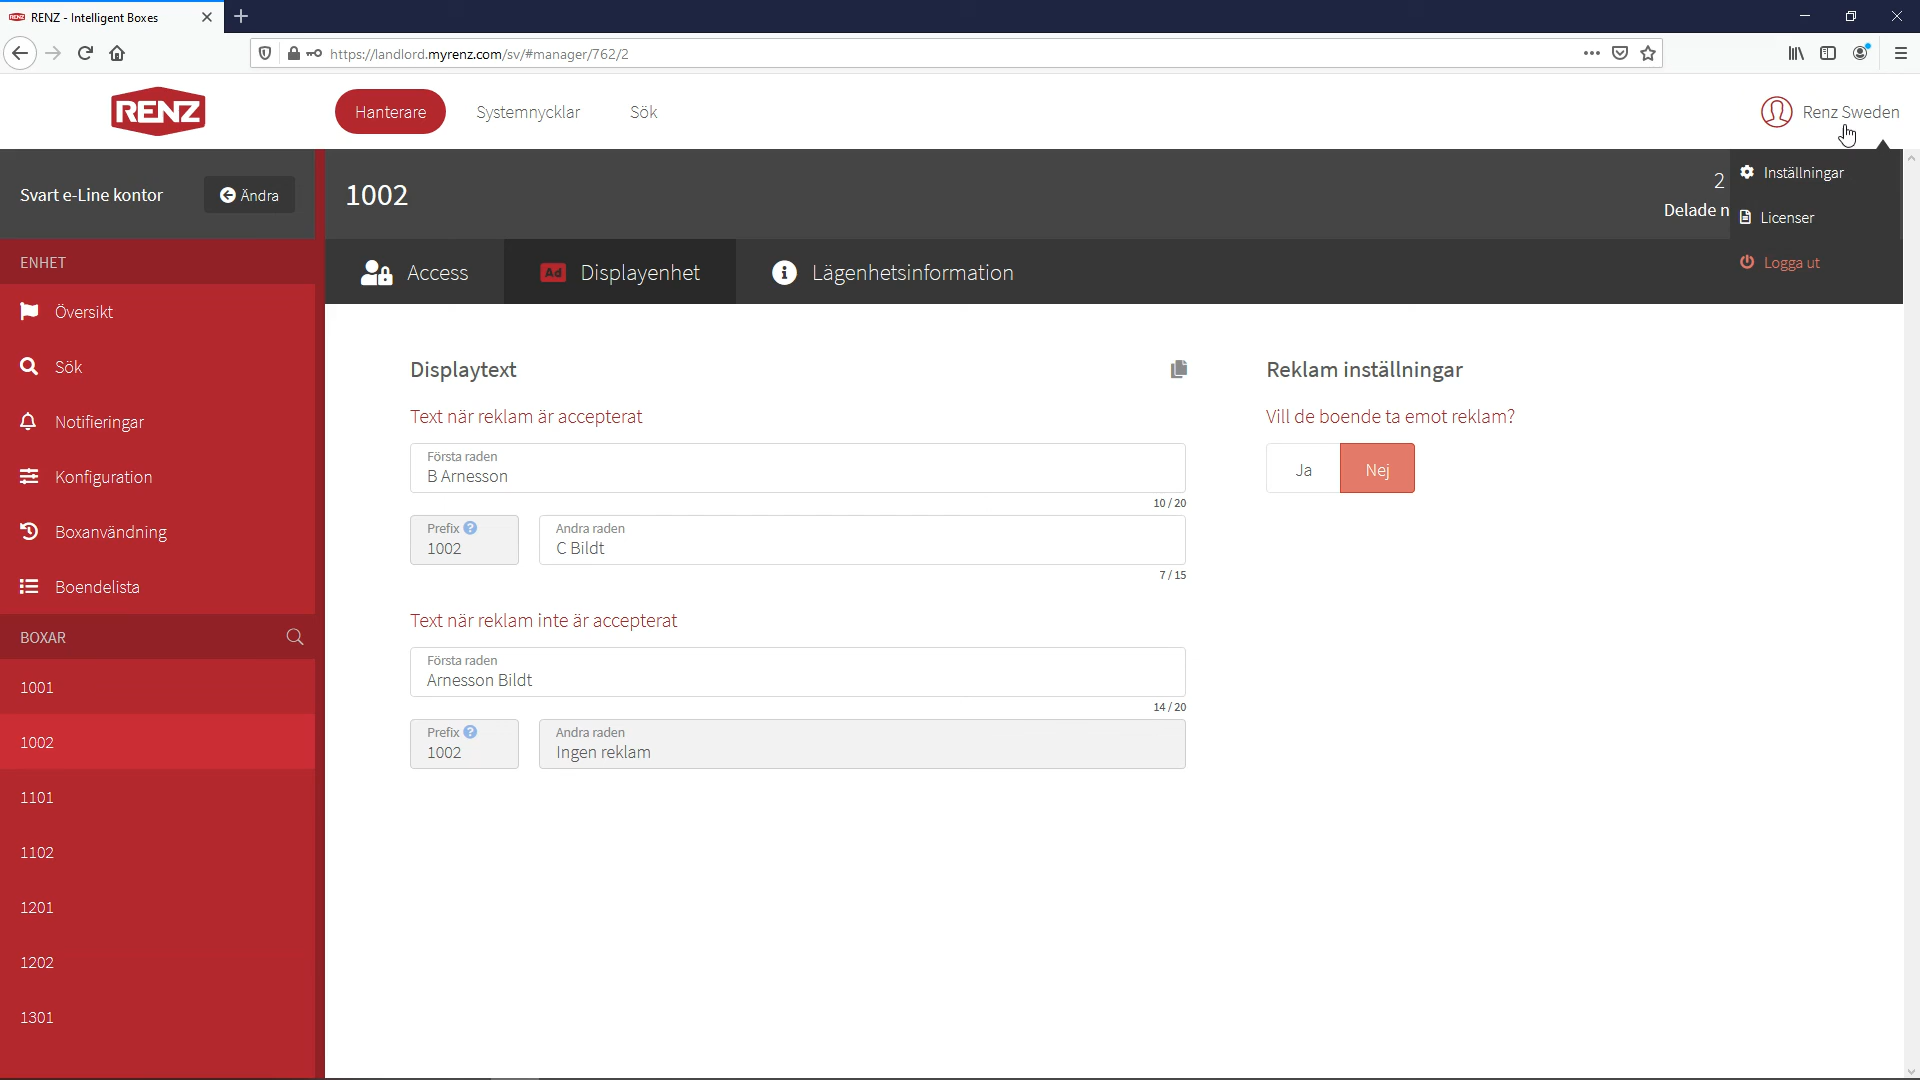 RENZ - Intelligent Boxes
https://landlord.myrenz.com/sv/#manager/762/2
RENZ
Hanterare
Systemnycklar
Sök
Renz Sweden
Svart e-Line kontor
Ändra
1002
2
Delade n
Inställningar
Licenser
Logga ut
Access
Ad
Displayenhet
Lägenhetsinformation
ENHET
Översikt
Sök
Notifieringar
Konfiguration
Boxanvändning
Boendelista
BOXAR
1001
1002
1101
1102
1201
1202
1301
Displaytext
Text när reklam är accepterat
Första raden
B Arnesson
10 / 20
Prefix
1002
Andra raden
C Bildt
7 / 15
Text när reklam inte är accepterat
Första raden
Arnesson Bildt
14 / 20
Prefix
1002
Andra raden
Ingen reklam
Reklam inställningar
Vill de boende ta emot reklam?
Ja
Nej